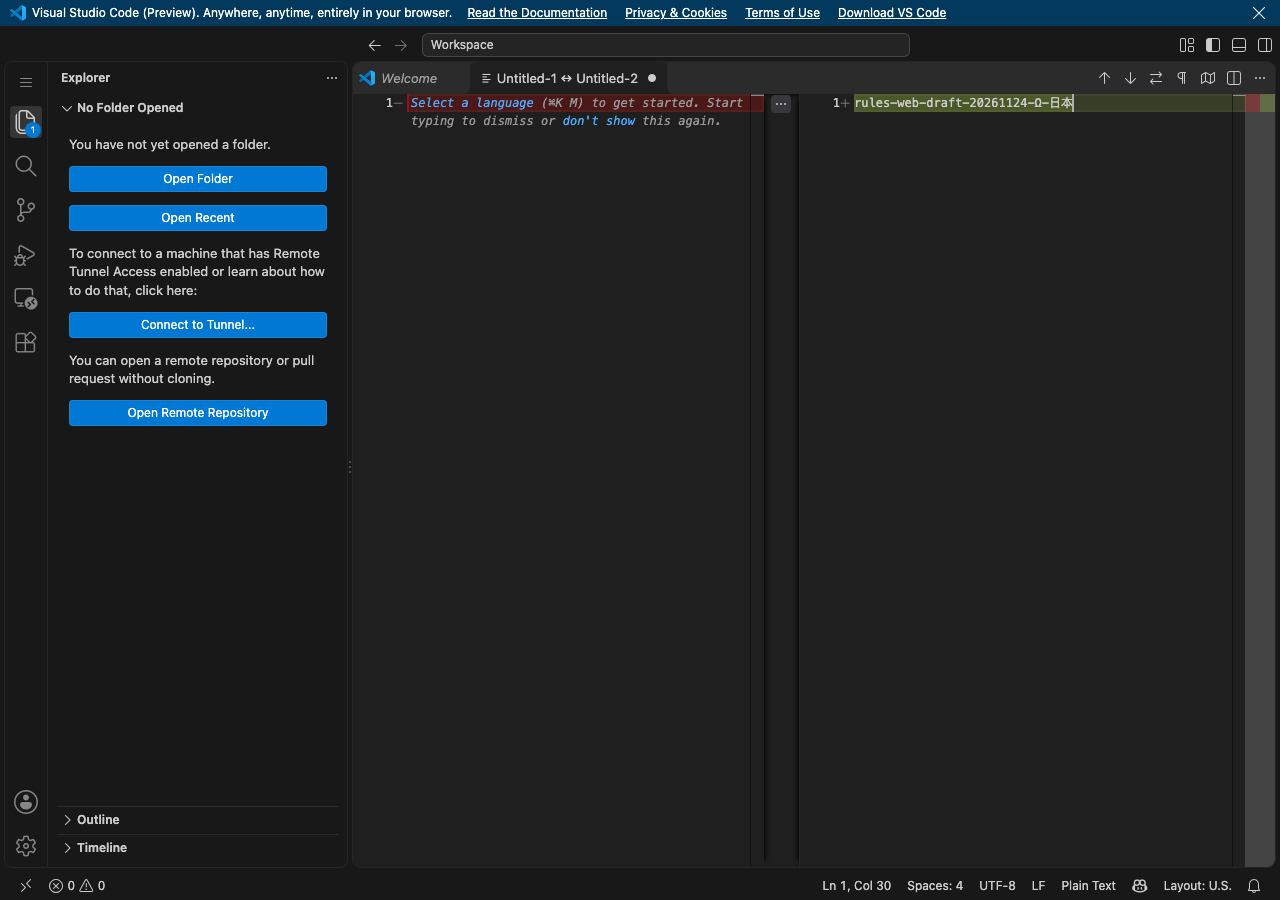 Visual Studio Code (Preview). Anywhere, anytime, entirely in your browser. Read the Documentation Privacy & Cookies Terms of Use Download VS Code
Workspace
Explorer
No Folder Opened
1
You have not yet opened a folder.
Open Folder
Open Recent
To connect to a machine that has Remote
Tunnel Access enabled or learn about how
to do that, click here:
Connect to Tunnel...
You can open a remote repository or pull
request without cloning.
Open Remote Repository
Outline
Timeline
Welcome
Untitled-1 ↔ Untitled-2
1 Select a language (⌘K M) to get started. Start
typing to dismiss or don't show this again.
1 rules-web-draft-20261124-Ω-日本
0 0
Ln 1, Col 30 Spaces: 4 UTF-8 LF Plain Text Layout: U.S.